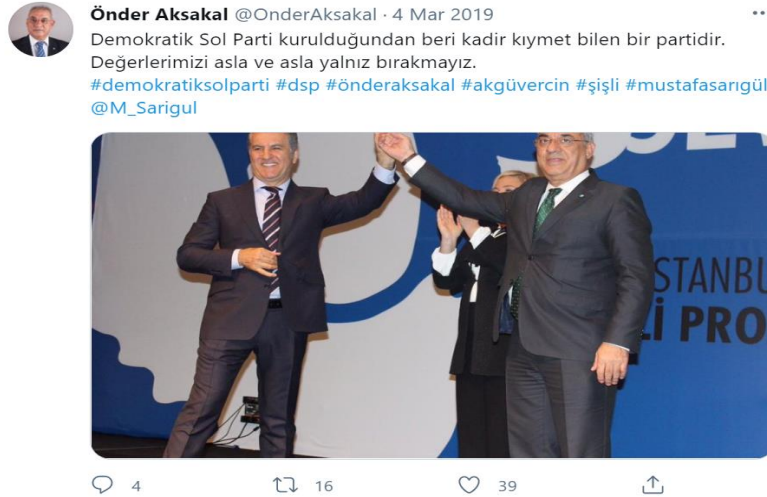 Önder Aksakal @OnderAksakal · 4 Mar 2019
Demokratik Sol Parti kurulduğundan beri kadir kıymet bilen bir partidir.
Değerlerimizi asla ve asla yalnız bırakmayız.
#demokratiksolparti #dsp #önderaksakal #akgüvercin #şişli #mustafasarıgül
@M_Sarigul
STANBU
Lİ PRO
4 16 39